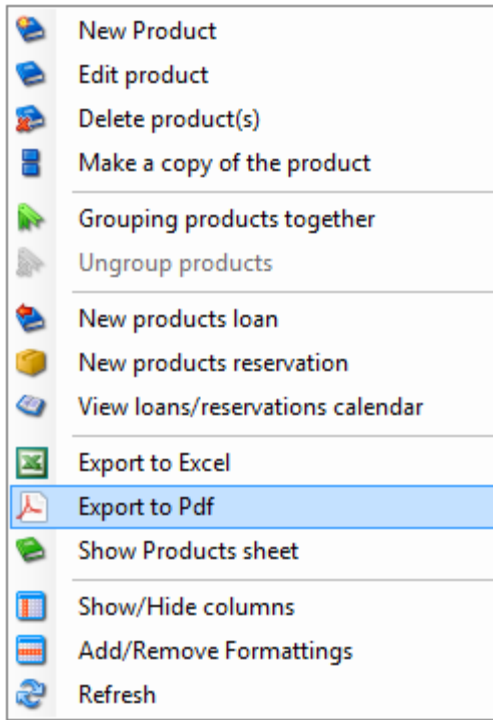 New Product
Edit product
Delete product(s)
Make a copy of the product
Grouping products together
Ungroup products
New products loan
New products reservation
View loans/reservations calendar
Export to Excel
Export to Pdf
Show Products sheet
Show/Hide columns
Add/Remove Formattings
Refresh